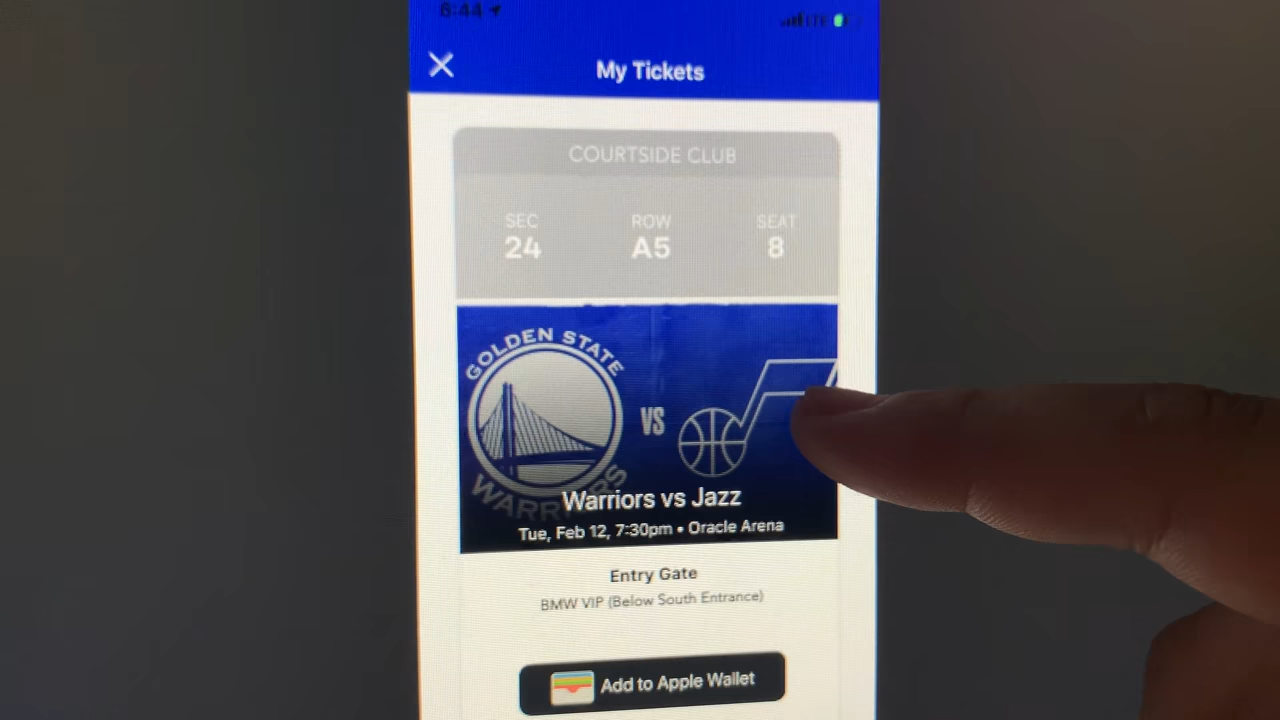 8:44
LTE
My Tickets
COURTSIDE CLUB
SEC ROW SEAT
24 A5 8
GOLDEN STATE
WARRIORS
VS
Warriors vs Jazz
Tue, Feb 12, 7:30pm • Oracle Arena
Entry Gate
BMW VIP (Below South Entrance)
Add to Apple Wallet